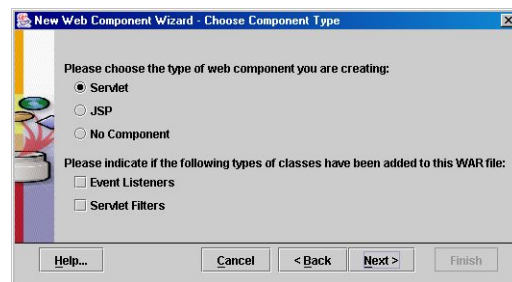 New Web Component Wizard - Choose Component Type
Please choose the type of web component you are creating:
Servlet
JSP
No Component
Please indicate if the following types of classes have been added to this WAR file:
Event Listeners
Servlet Filters
Help... Cancel < Back Next > Finish